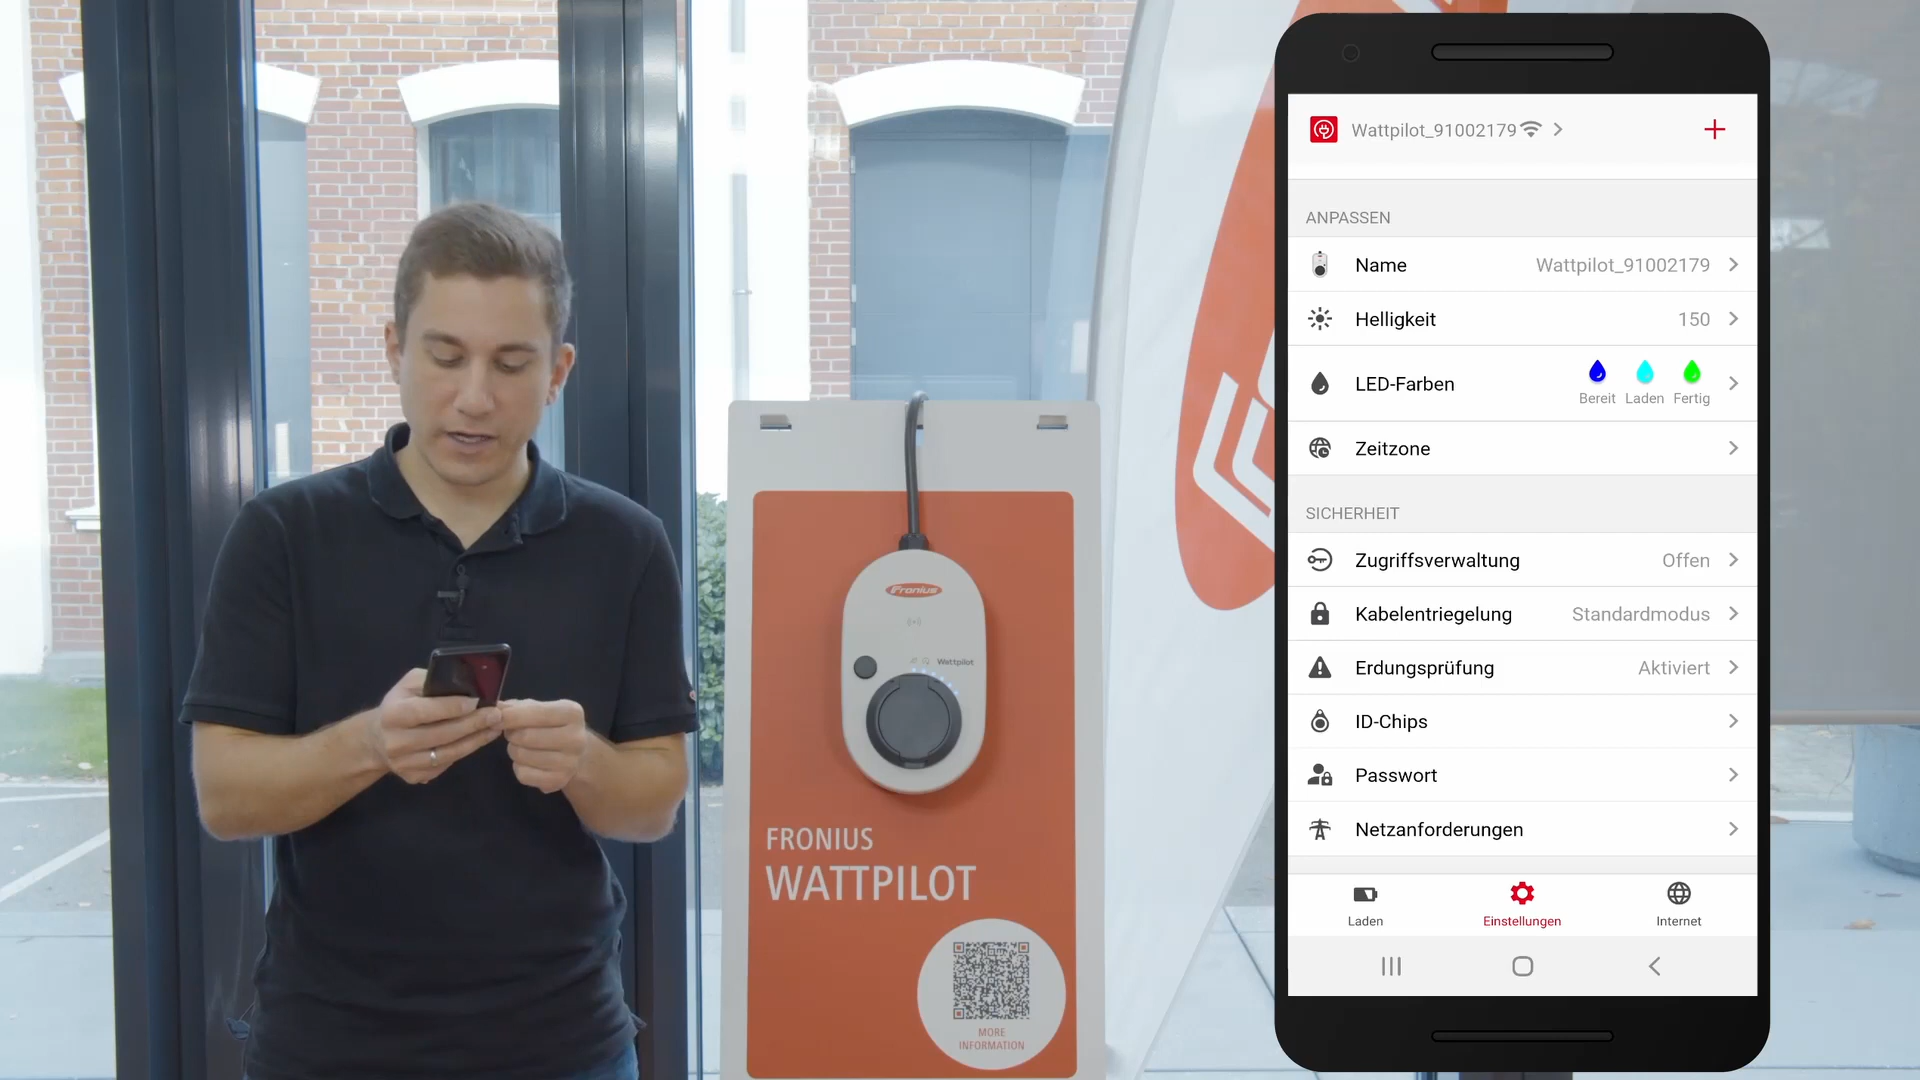 Fronius
Wattpilot
FRONIUS
WATTPILOT
MORE
INFORMATION
Wattpilot_91002179
ANPASSEN
Name Wattpilot_91002179
Helligkeit 150
LED-Farben
Bereit Laden Fertig
Zeitzone
SICHERHEIT
Zugriffsverwaltung Offen
Kabelentriegelung Standardmodus
Erdungsprüfung Aktiviert
ID-Chips
Passwort
Netzanforderungen
Laden Einstellungen Internet